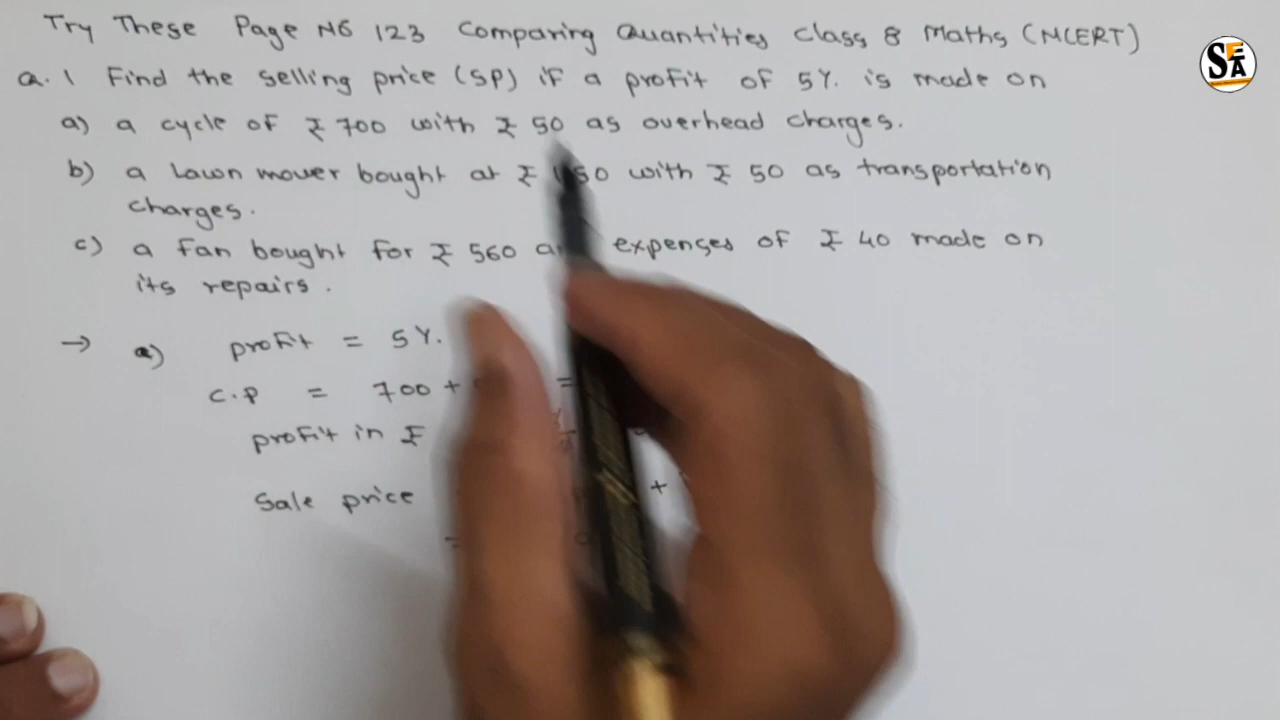 Try These Page NO 123 Comparing Quantities Class 8 Maths (NCERT)
Q.1 Find the selling price (SP) if a profit of 5%. is made on
a) a cycle of ₹ 700 with ₹ 50 as overhead charges.
b) a lawn mover bought at ₹ with ₹ 50 as transportation
charges.
c) a fan bought for ₹ 560 expenses of ₹ 40 made on
its repairs.
→ a) profit = 5%.
C.P = 700 + =
profit in ₹
Sale price +
=
SFA